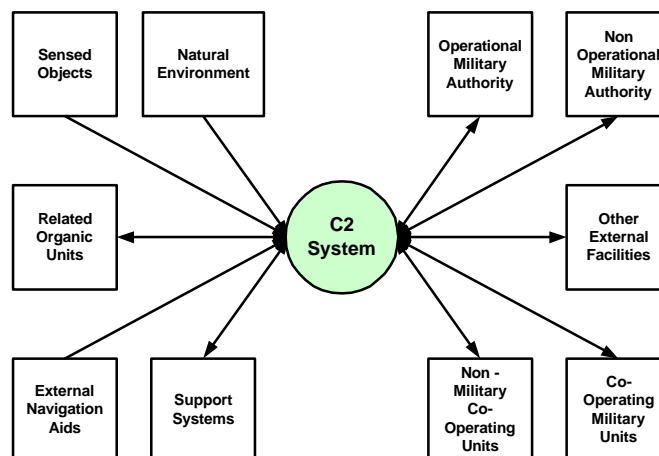 Sensed
Objects
Natural
Environment
Operational
Military
Authority
Non
Operational
Military
Authority
Related
Organic
Units
C2
System
Other
External
Facilities
External
Navigation
Aids
Support
Systems
Non -
Military
Co-
Operating
Units
Co-
Operating
Military
Units